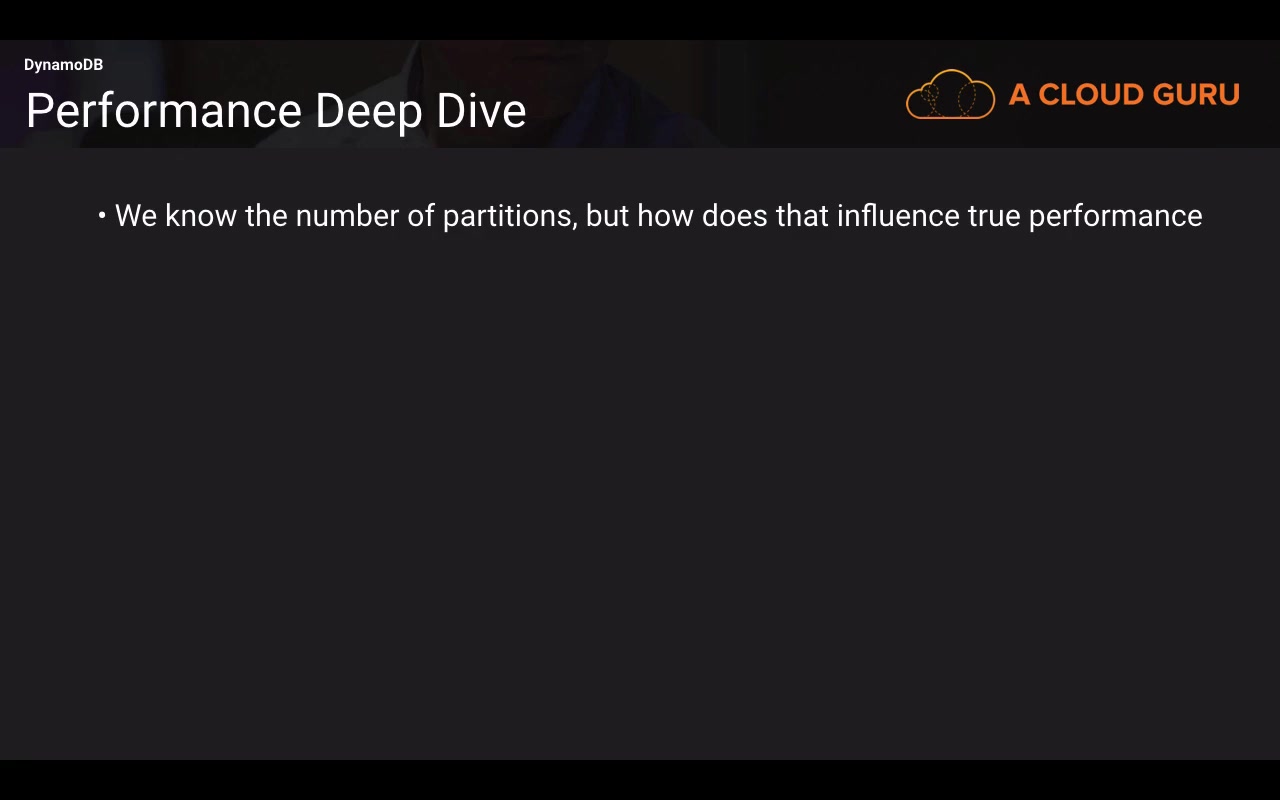 DynamoDB
Performance Deep Dive
A CLOUD GURU
• We know the number of partitions, but how does that influence true performance